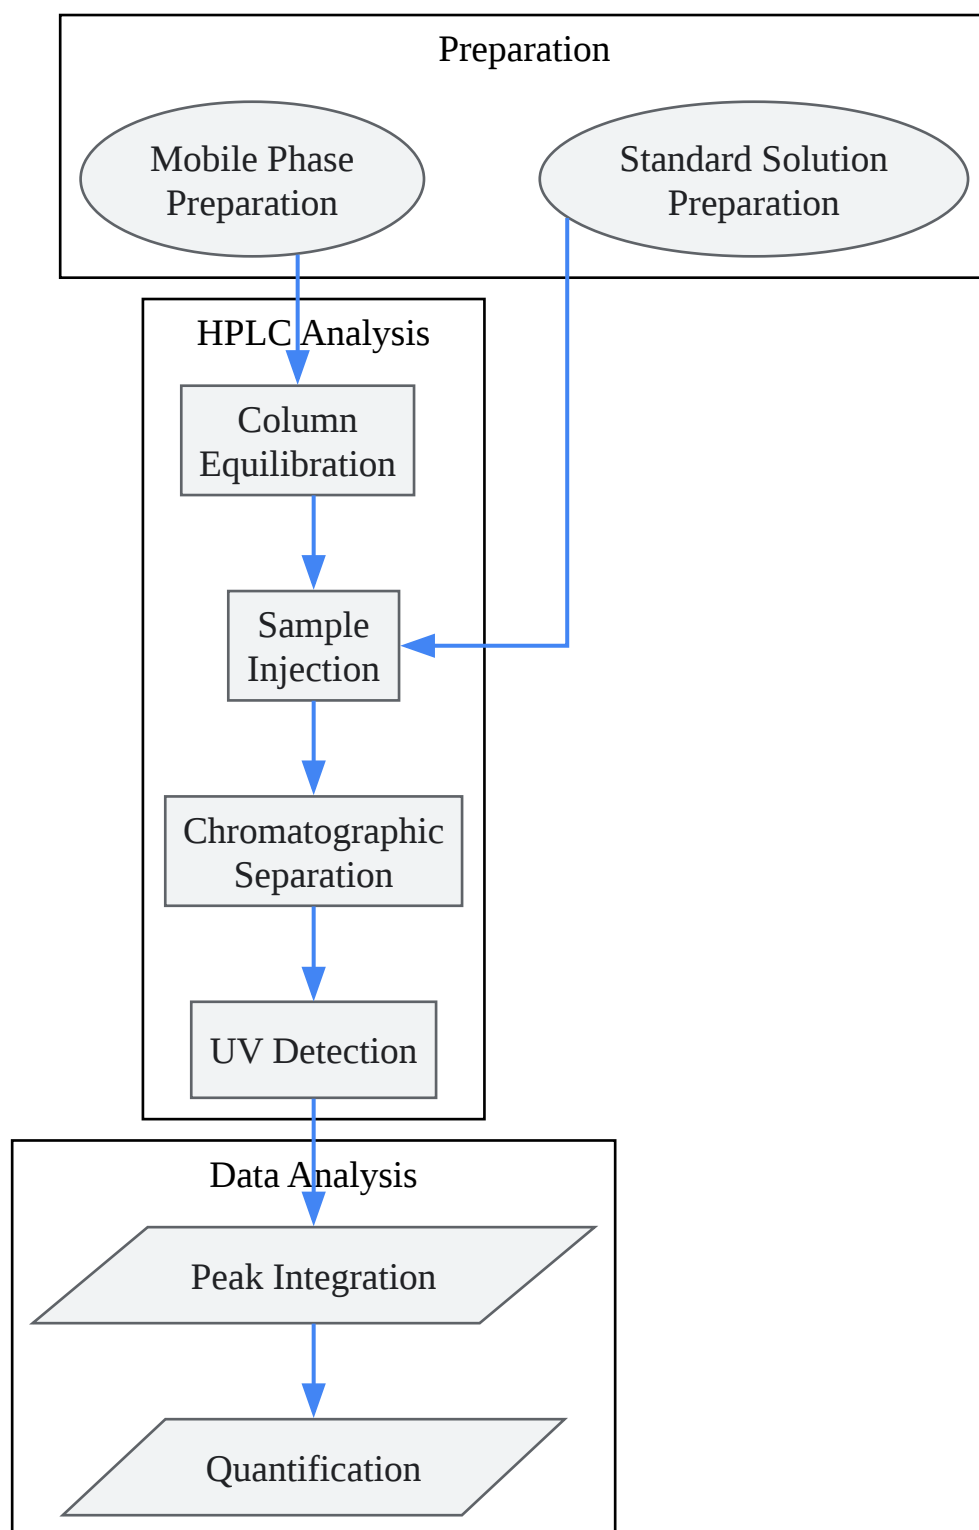 Preparation
Mobile Phase
Preparation
Standard Solution
Preparation
HPLC Analysis
Column
Equilibration
Sample
Injection
Chromatographic
Separation
UV Detection
Data Analysis
Peak Integration
Quantification